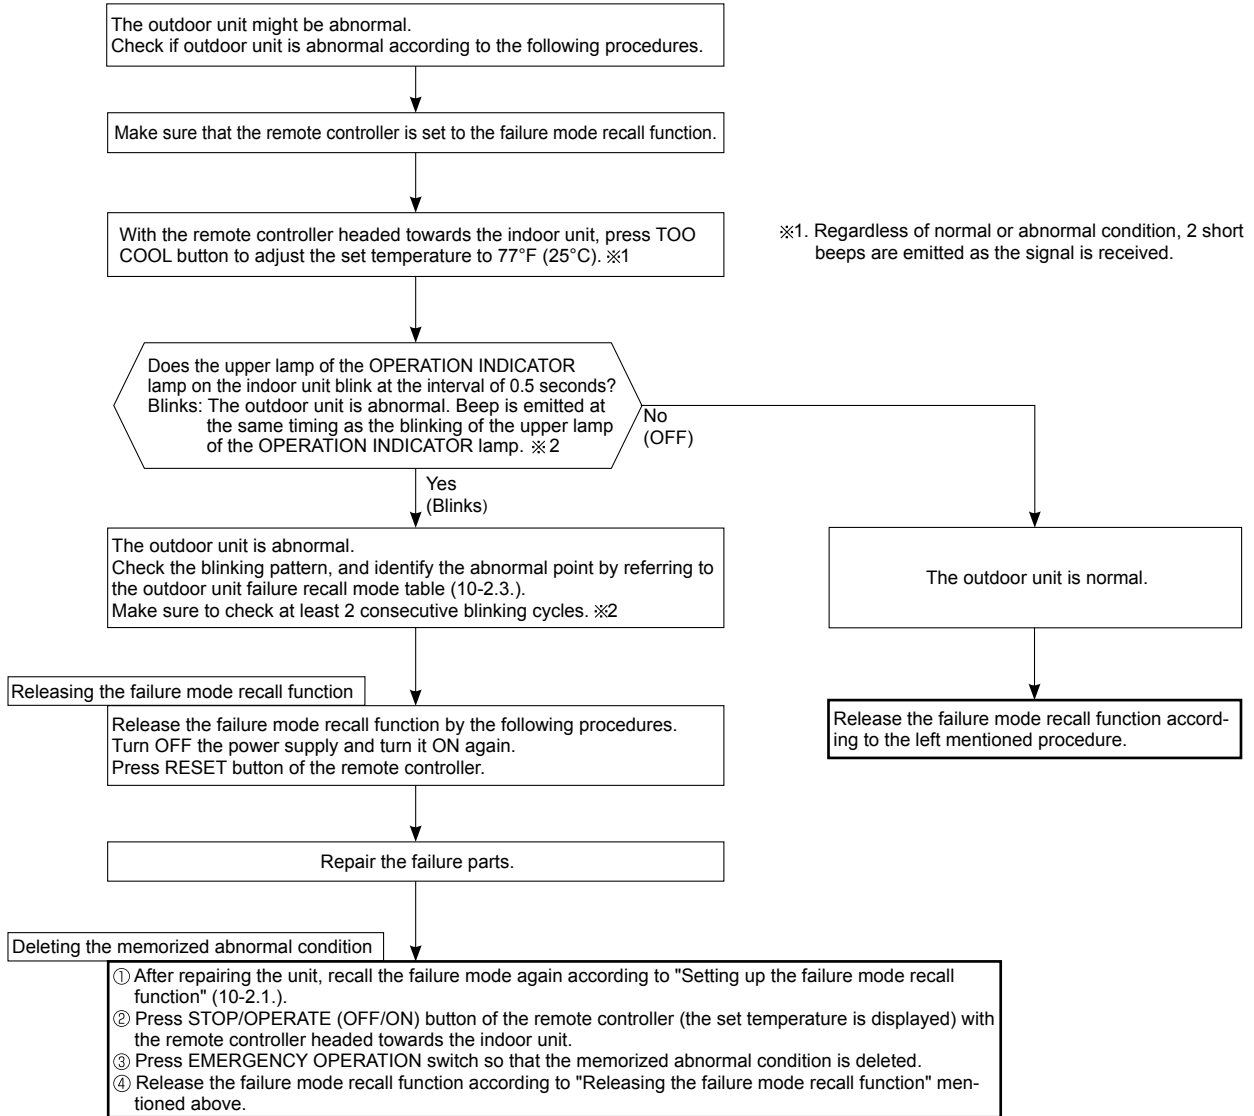 The outdoor unit might be abnormal.
Check if outdoor unit is abnormal according to the following procedures.
Make sure that the remote controller is set to the failure mode recall function.
With the remote controller headed towards the indoor unit, press TOO
COOL button to adjust the set temperature to 77°F (25°C). ※1
※1. Regardless of normal or abnormal condition, 2 short
beeps are emitted as the signal is received.
Does the upper lamp of the OPERATION INDICATOR
lamp on the indoor unit blink at the interval of 0.5 seconds?
Blinks: The outdoor unit is abnormal. Beep is emitted at
the same timing as the blinking of the upper lamp
of the OPERATION INDICATOR lamp. ※2
No
(OFF)
Yes
(Blinks)
The outdoor unit is abnormal.
Check the blinking pattern, and identify the abnormal point by referring to
the outdoor unit failure recall mode table (10-2.3.).
Make sure to check at least 2 consecutive blinking cycles. ※2
The outdoor unit is normal.
Releasing the failure mode recall function
Release the failure mode recall function by the following procedures.
Turn OFF the power supply and turn it ON again.
Press RESET button of the remote controller.
Release the failure mode recall function accord-
ing to the left mentioned procedure.
Repair the failure parts.
Deleting the memorized abnormal condition
① After repairing the unit, recall the failure mode again according to "Setting up the failure mode recall
function" (10-2.1.).
② Press STOP/OPERATE (OFF/ON) button of the remote controller (the set temperature is displayed) with
the remote controller headed towards the indoor unit.
③ Press EMERGENCY OPERATION switch so that the memorized abnormal condition is deleted.
④ Release the failure mode recall function according to "Releasing the failure mode recall function" men-
tioned above.